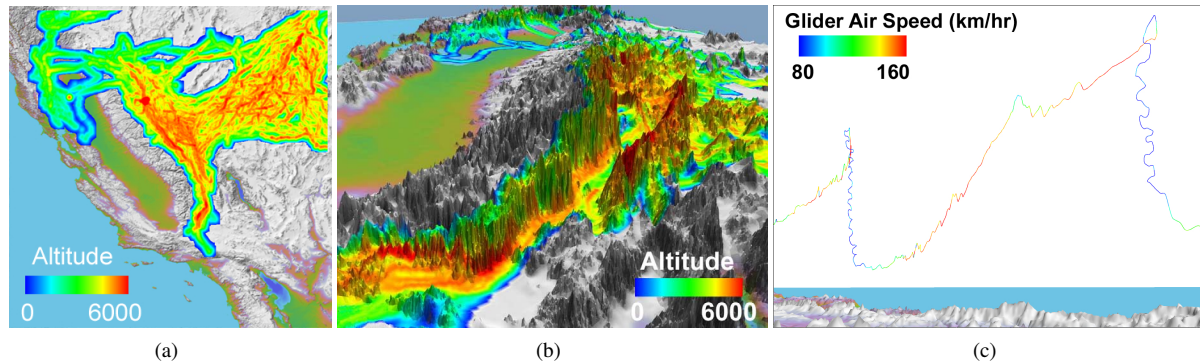 Altitude
0 6000
(a)
Altitude
0 6000
(b)
Glider Air Speed (km/hr)
80 160
(c)